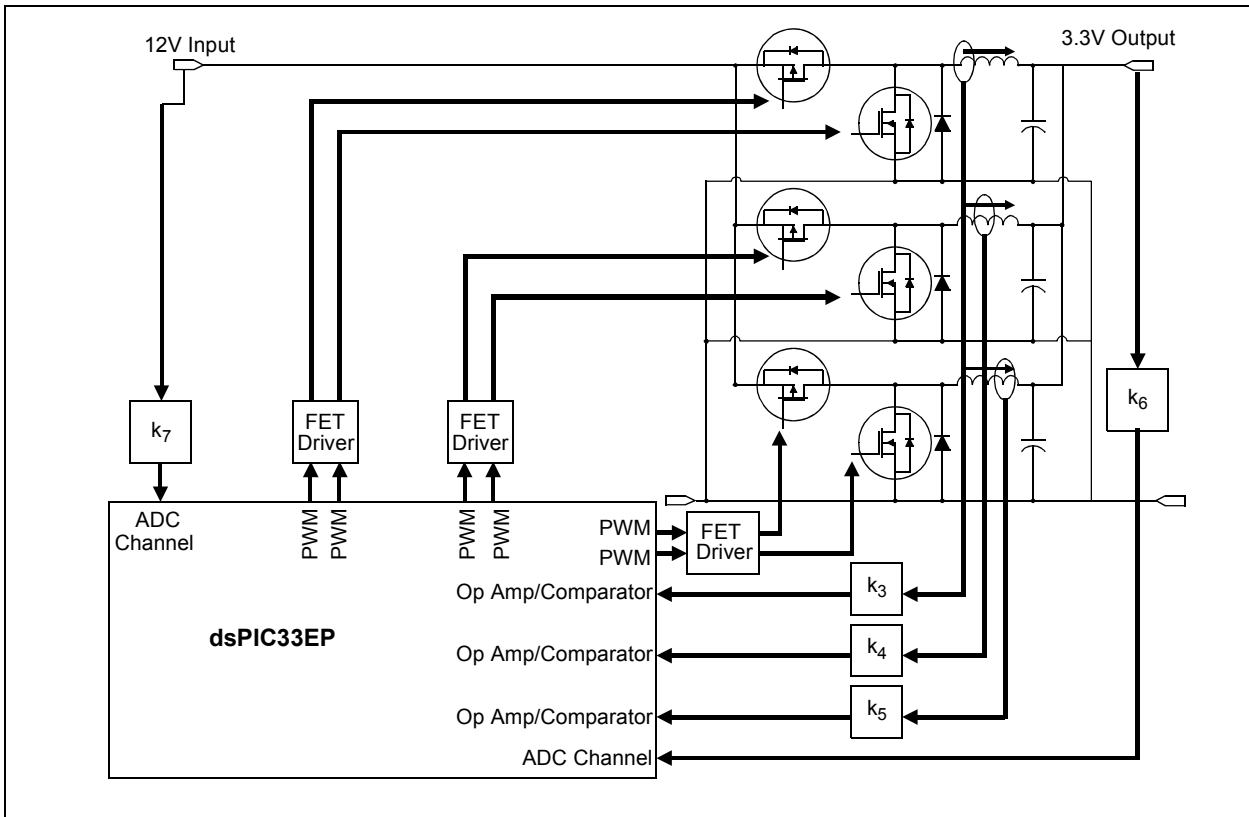 12V Input
3.3V Output
k7
FET
Driver
FET
Driver
k6
ADC
Channel
PWM
PWM
PWM
PWM
PWM
PWM
FET
Driver
Op Amp/Comparator
k3
dsPIC33EP
Op Amp/Comparator
k4
Op Amp/Comparator
k5
ADC Channel